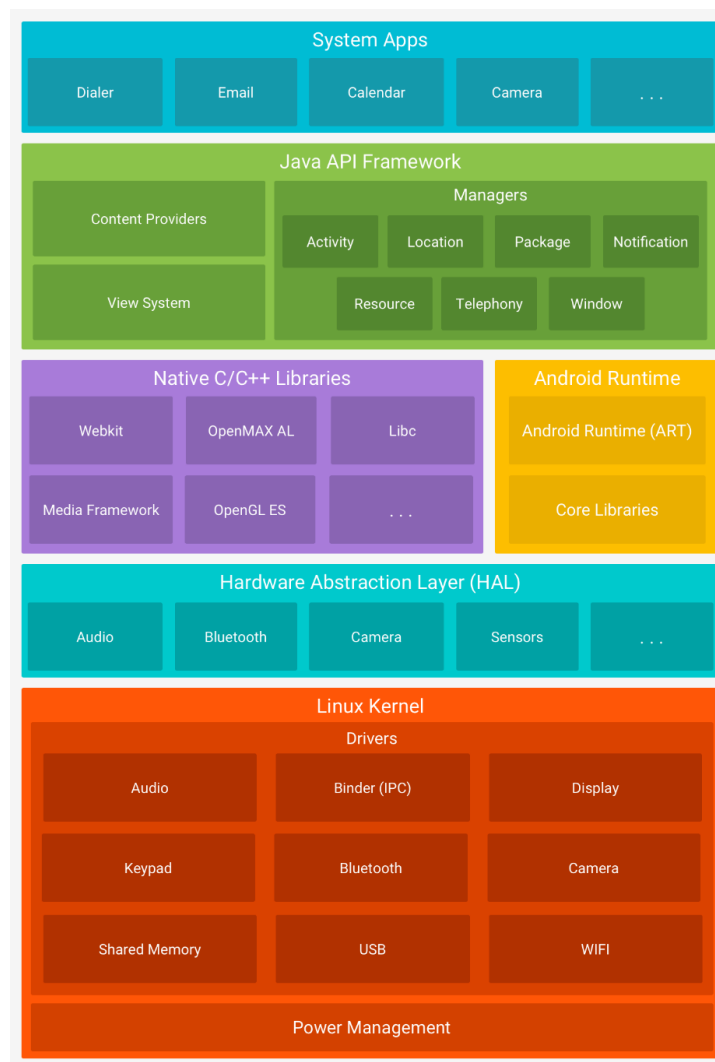 System Apps
Dialer
Email
Calendar
Camera
. . .
Java API Framework
Content Providers
View System
Managers
Activity
Location
Package
Notification
Resource
Telephony
Window
Native C/C++ Libraries
Webkit
OpenMAX AL
Libc
Media Framework
OpenGL ES
. . .
Android Runtime
Android Runtime (ART)
Core Libraries
Hardware Abstraction Layer (HAL)
Audio
Bluetooth
Camera
Sensors
. . .
Linux Kernel
Drivers
Audio
Binder (IPC)
Display
Keypad
Bluetooth
Camera
Shared Memory
USB
WIFI
Power Management